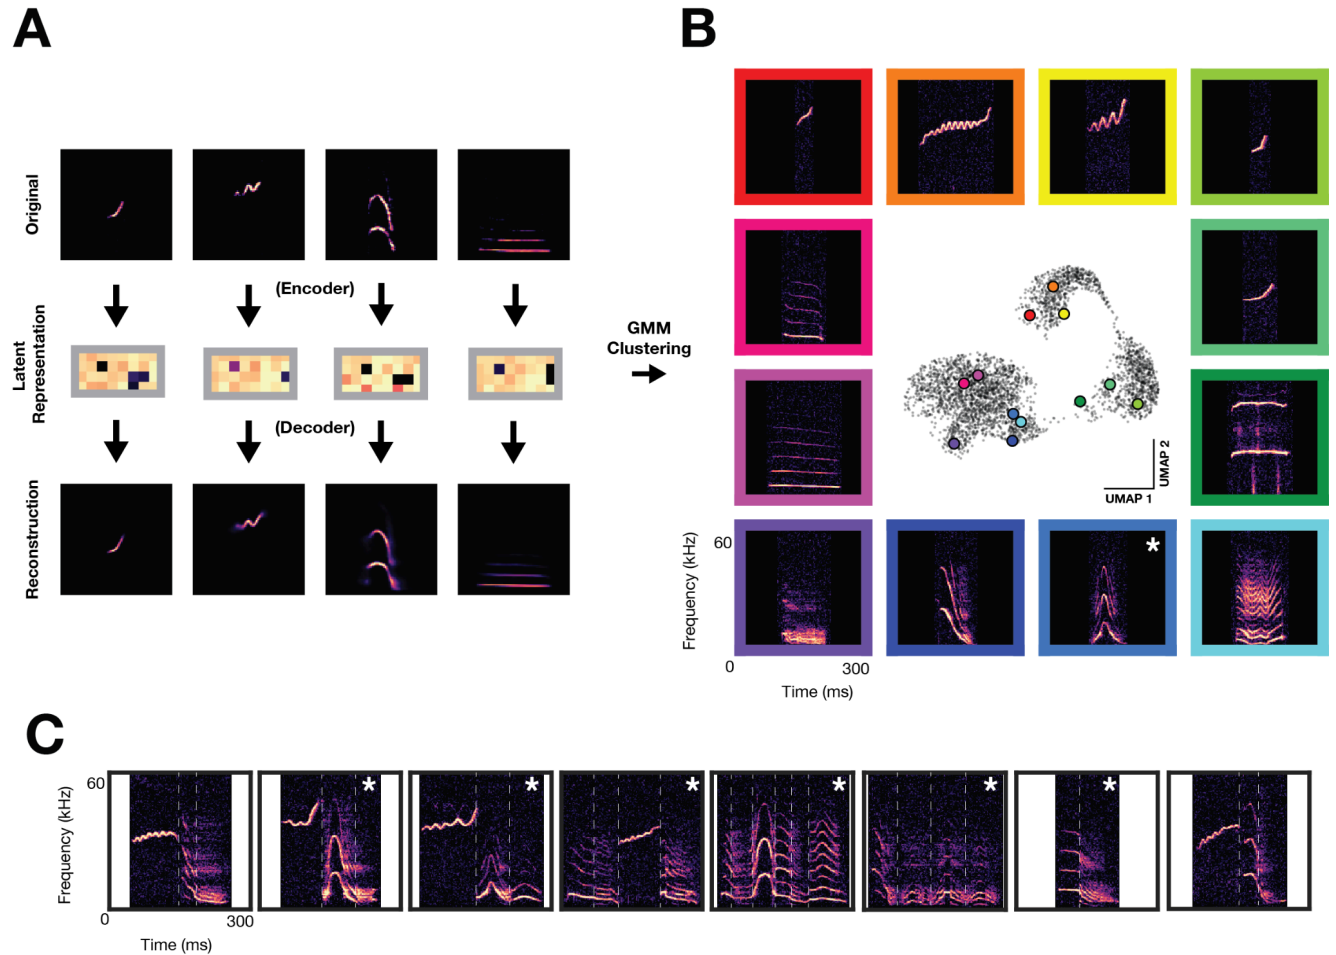 A
B
Original
(Encoder)
Latent
Representation
(Decoder)
Reconstruction
GMM
Clustering
UMAP 1
UMAP 2
*
60
Frequency (kHz)
0
300
Time (ms)
C
* * * * * *
60
Frequency (kHz)
0
300
Time (ms)